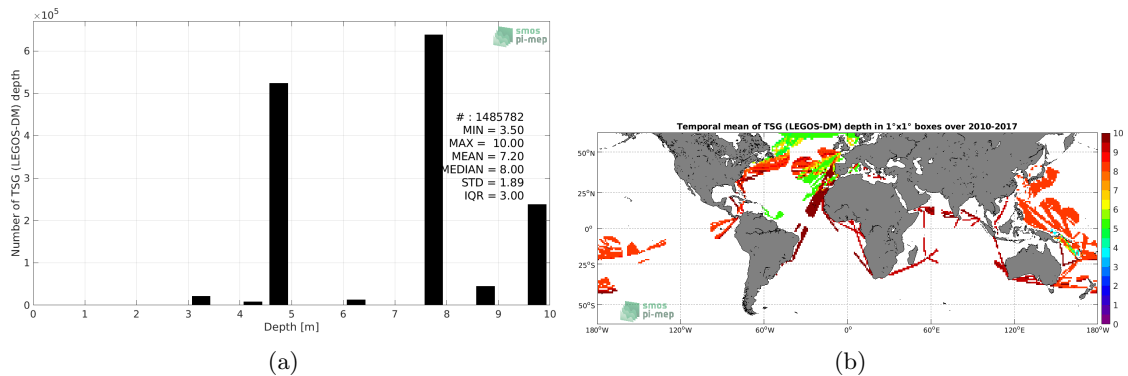 ×10⁵
6
5
4
3
2
1
0
Number of TSG (LEGOS-DM) depth
smos
pi-mep
# : 1485782
MIN = 3.50
MAX = 10.00
MEAN = 7.20
MEDIAN = 8.00
STD = 1.89
IQR = 3.00
0 1 2 3 4 5 6 7 8 9 10
Depth [m]
(a)
Temporal mean of TSG (LEGOS-DM) depth in 1°x1° boxes over 2010-2017
50°N
25°N
0°
25°S
50°S
smos
pi-mep
180°W 120°W 60°W 0° 60°E 120°E 180°W
10
9
8
7
6
5
4
3
2
1
0
(b)